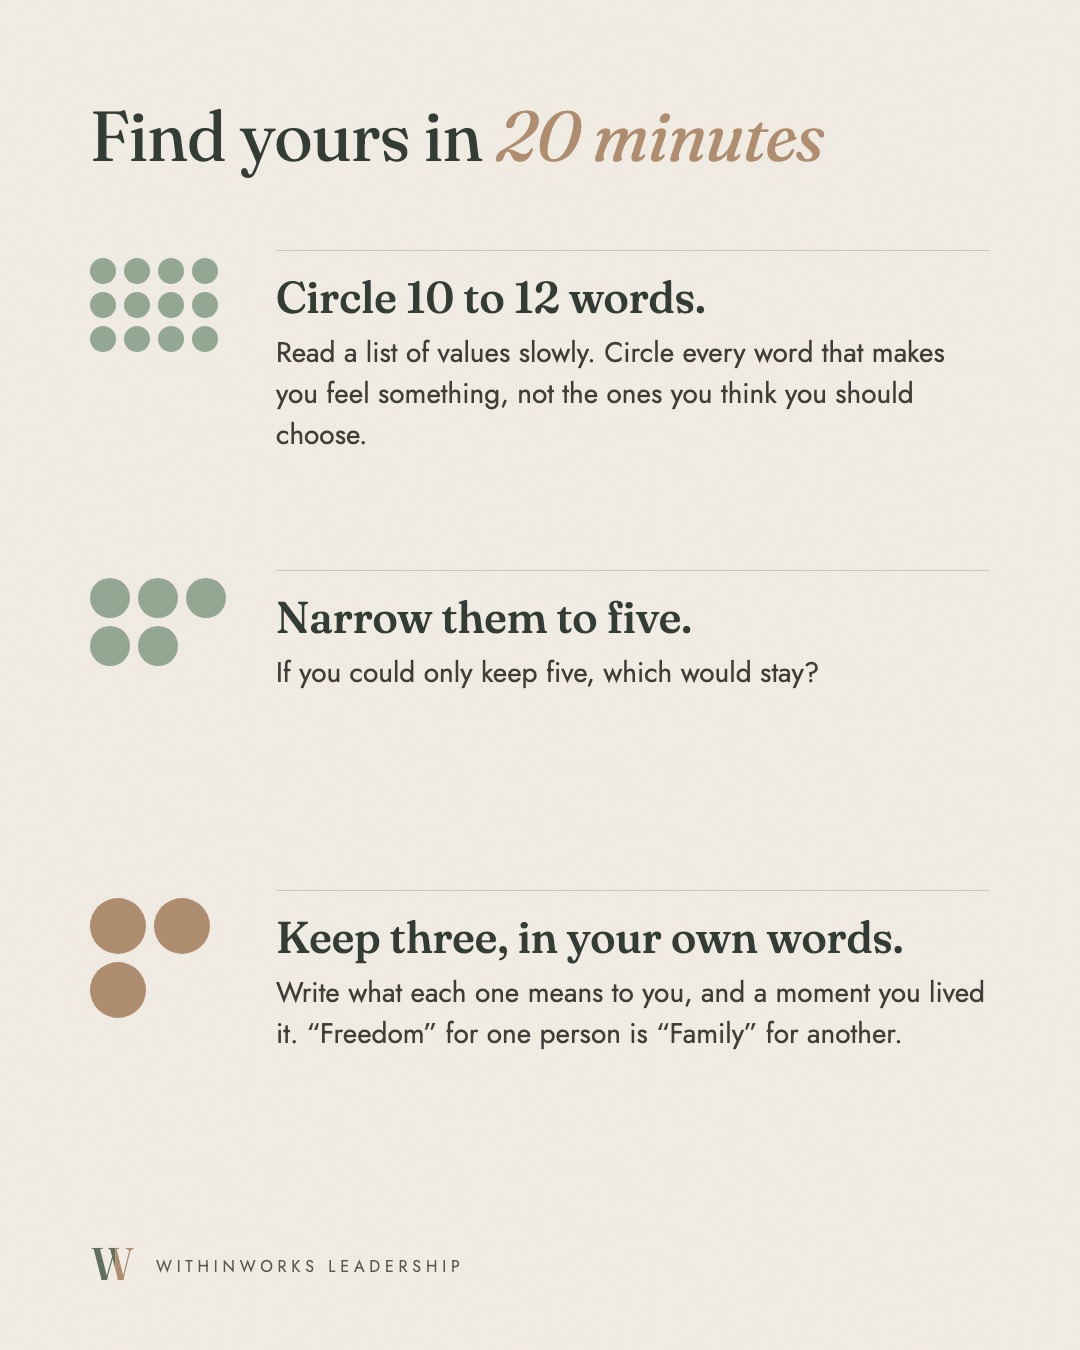 Find yours in 20 minutes
Circle 10 to 12 words.
Read a list of values slowly. Circle every word that makes
you feel something, not the ones you think you should
choose.
Narrow them to five.
If you could only keep five, which would stay?
Keep three, in your own words.
Write what each one means to you, and a moment you lived
it. “Freedom” for one person is “Family” for another.
W WITHINWORKS LEADERSHIP